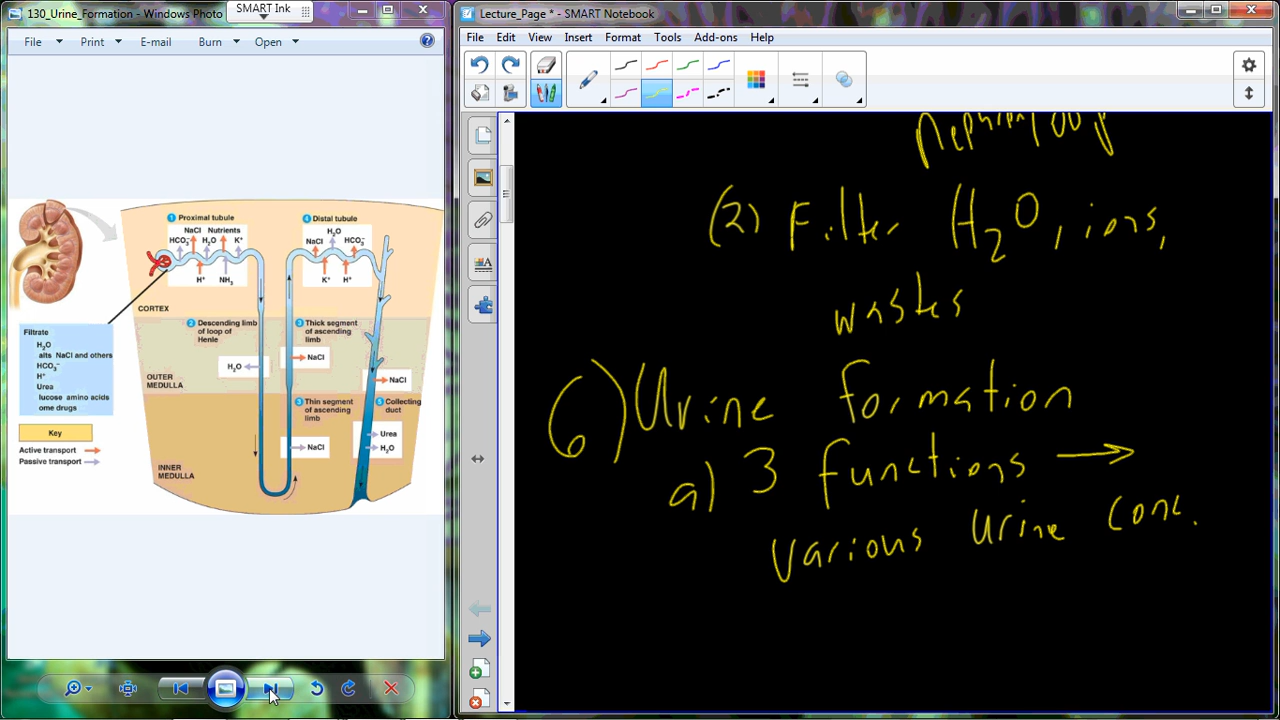 130_Urine_Formation - Windows Photo
SMART Ink
File Print E-mail Burn Open
1 Proximal tubule
NaCl Nutrients
HCO3⁻ H2O K⁺
H⁺ NH3
4 Distal tubule
H2O
NaCl HCO3⁻
K⁺ H⁺
CORTEX
Filtrate
H2O
alts NaCl and others
HCO3⁻
H⁺
Urea
lucose amino acids
ome drugs
2 Descending limb
of loop of
Henle
3 Thick segment
of ascending
limb
H2O
NaCl
OUTER
MEDULLA
NaCl
3 Thin segment
of ascending
limb
5 Collecting
duct
Key
Active transport
Passive transport
NaCl
Urea
H2O
INNER
MEDULLA
Lecture_Page * - SMART Notebook
File Edit View Insert Format Tools Add-ons Help
(2) Filter H2O, ions,
wastes
6) Urine formation
a) 3 functions →
various urine conc.